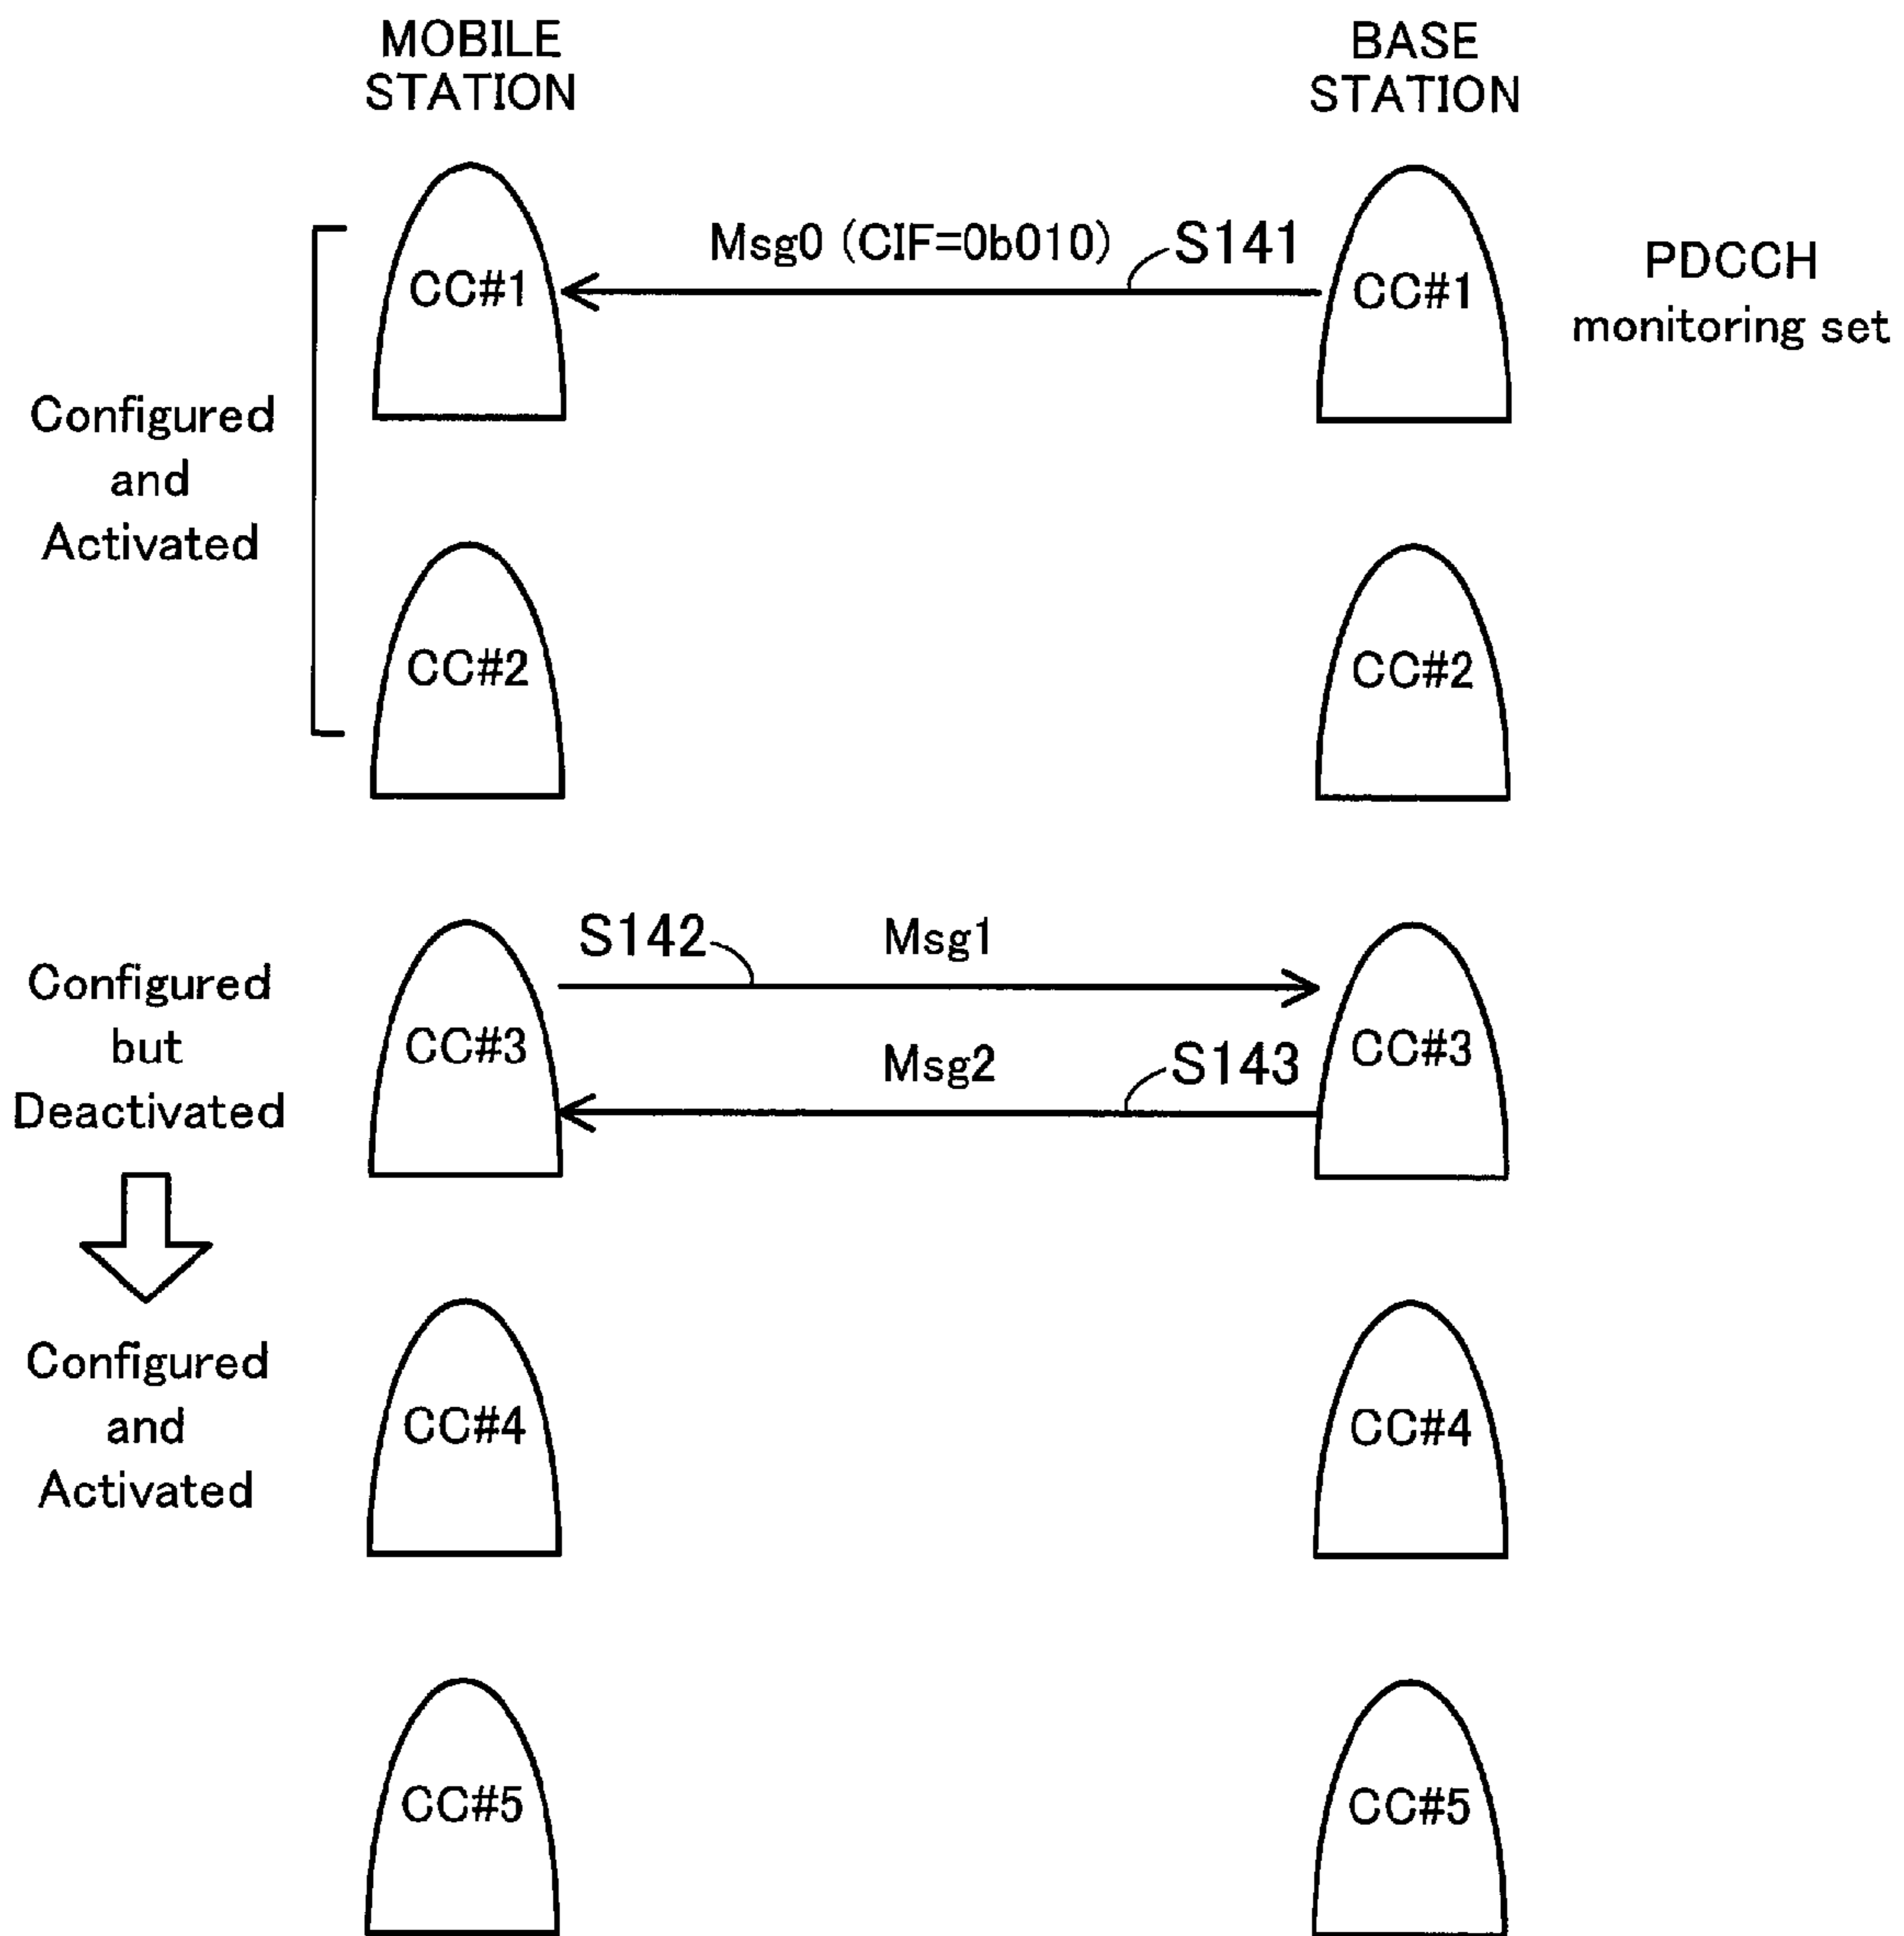 MOBILE
STATION
BASE
STATION
Msg0 (CIF=0b010)
S141
CC#1
CC#1
PDCCH
monitoring set
Configured
and
Activated
CC#2
CC#2
S142
Msg1
Configured
but
Deactivated
CC#3
CC#3
Msg2
S143
Configured
and
Activated
CC#4
CC#4
CC#5
CC#5